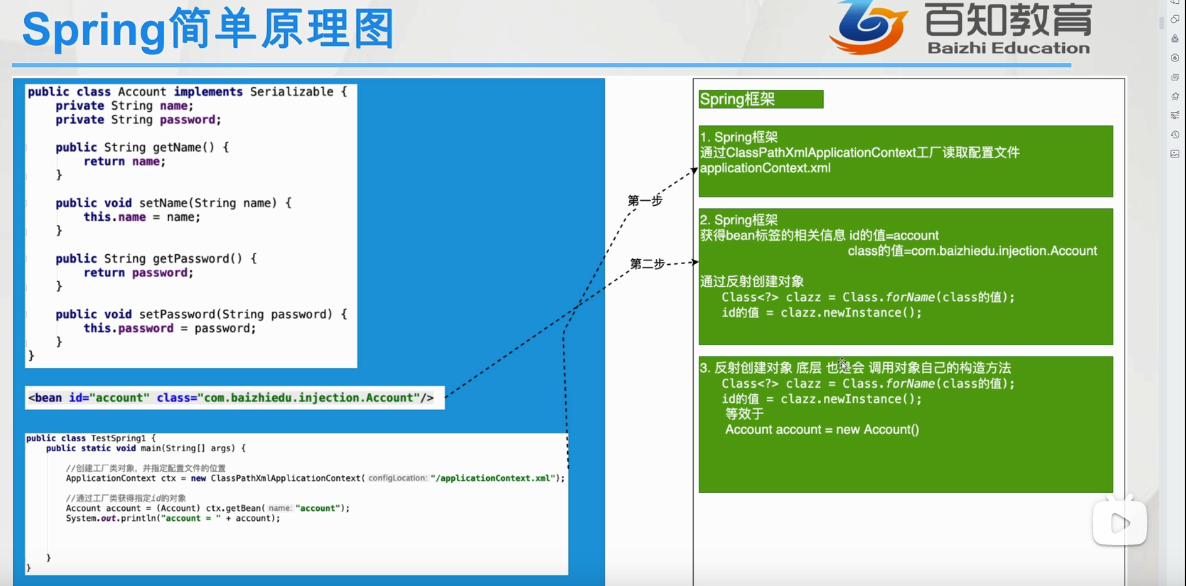 Spring简单原理图
百知教育
Baizhi Education
public class Account implements Serializable {
    private String name;
    private String password;

    public String getName() {
        return name;
    }

    public void setName(String name) {
        this.name = name;
    }

    public String getPassword() {
        return password;
    }

    public void setPassword(String password) {
        this.password = password;
    }
}
<bean id="account" class="com.baizhiedu.injection.Account"/>
public class TestSpring1 {
    public static void main(String[] args) {
        //创建工厂类对象，并指定配置文件的位置
        ApplicationContext ctx = new ClassPathXmlApplicationContext( configLocation: "/applicationContext.xml");
        //通过工厂类获得指定id的对象
        Account account = (Account) ctx.getBean( name: "account");
        System.out.println("account = " + account);
    }
}
第一步
第二步
Spring框架
1. Spring框架
通过ClassPathXmlApplicationContext工厂读取配置文件
applicationContext.xml
2. Spring框架
获得bean标签的相关信息 id的值=account
class的值=com.baizhiedu.injection.Account
通过反射创建对象
Class<?> clazz = Class.forName(class的值);
id的值 = clazz.newInstance();
3. 反射创建对象 底层 也是会 调用对象自己的构造方法
Class<?> clazz = Class.forName(class的值);
id的值 = clazz.newInstance();
等效于
Account account = new Account()